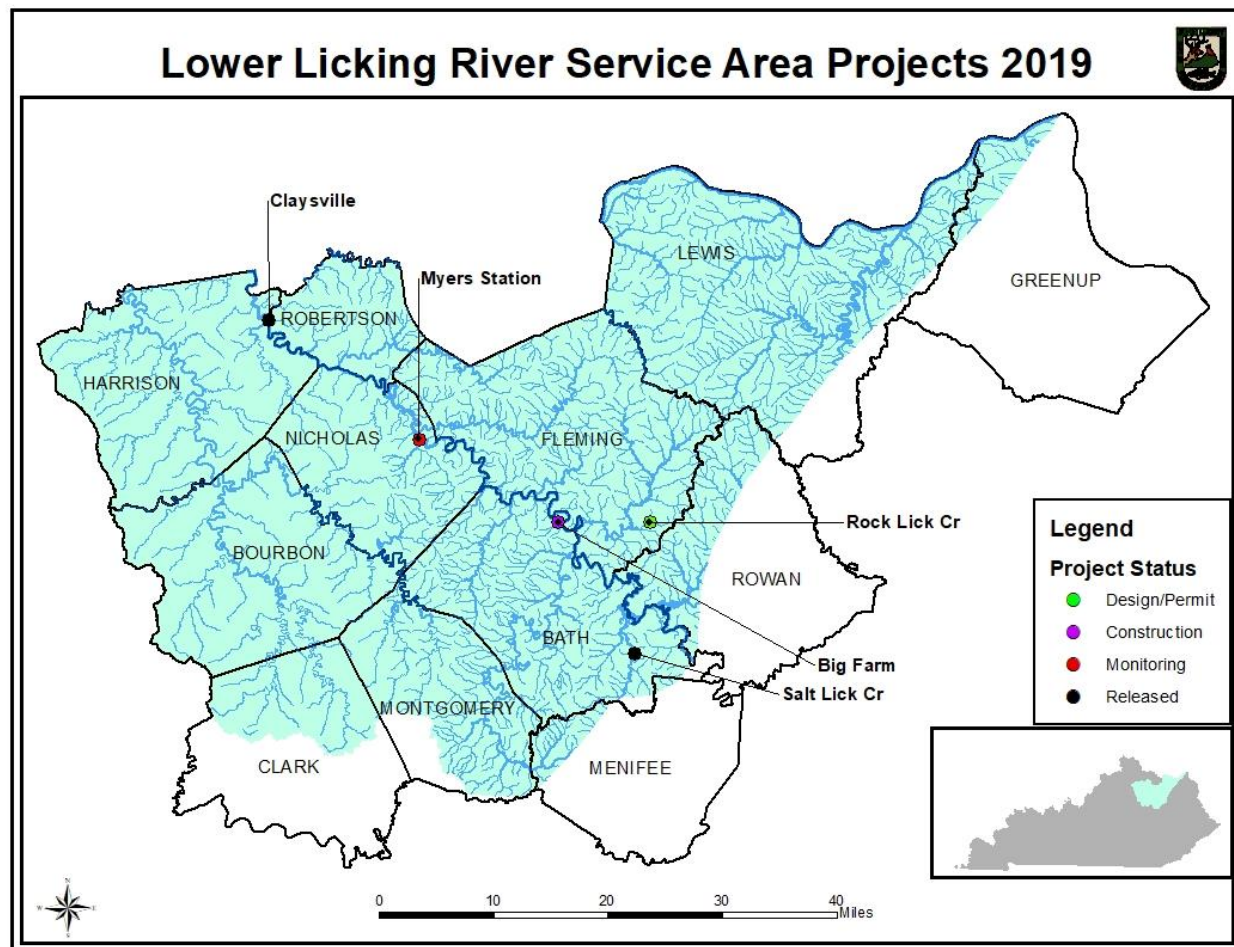 Lower Licking River Service Area Projects 2019
Claysville
Myers Station
LEWIS
GREENUP
ROBERTSON
HARRISON
NICHOLAS
FLEMING
Rock Lick Cr
BOURBON
ROWAN
BATH
Big Farm
Salt Lick Cr
MONTGOMERY
CLARK
MENIFEE
Legend
Project Status
Design/Permit
Construction
Monitoring
Released
N
W
E
S
0 10 20 30 40 Miles